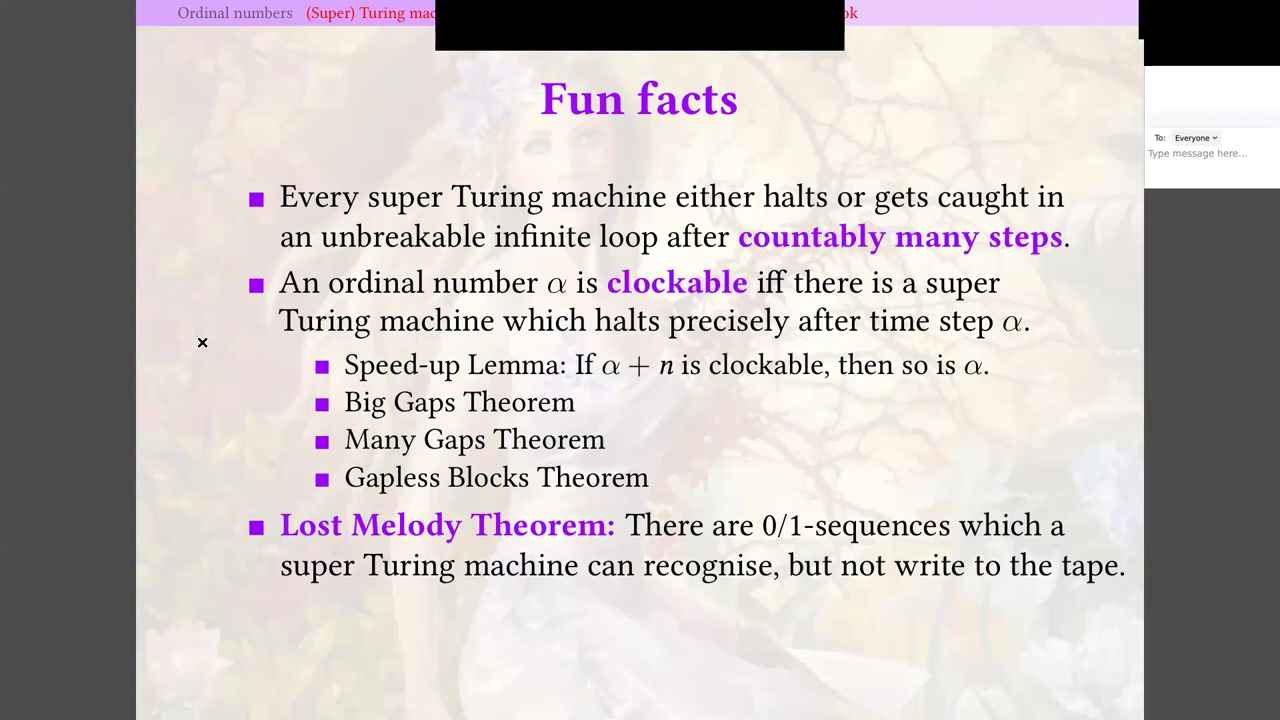 Ordinal numbers (Super) Turing
Fun facts
To: Everyone
Type message here...
■ Every super Turing machine either halts or gets caught in
an unbreakable infinite loop after countably many steps.
■ An ordinal number α is clockable iff there is a super
Turing machine which halts precisely after time step α.
■ Speed-up Lemma: If α + n is clockable, then so is α.
■ Big Gaps Theorem
■ Many Gaps Theorem
■ Gapless Blocks Theorem
■ Lost Melody Theorem: There are 0/1-sequences which a
super Turing machine can recognise, but not write to the tape.